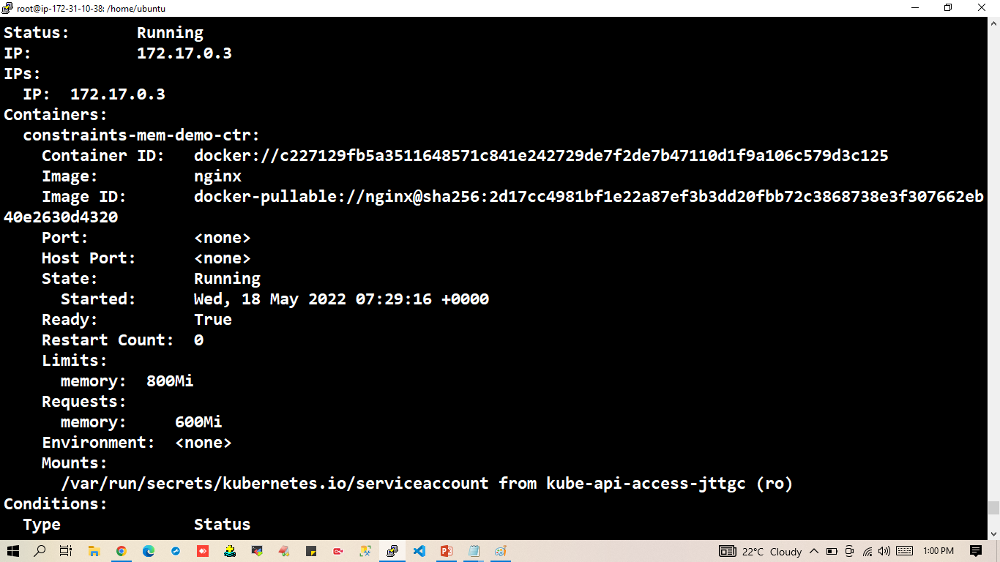 root@ip-172-31-10-38: /home/ubuntu
Status:       Running
IP:           172.17.0.3
IPs:
  IP:  172.17.0.3
Containers:
  constraints-mem-demo-ctr:
    Container ID:   docker://c227129fb5a3511648571c841e242729de7f2de7b47110d1f9a106c579d3c125
    Image:          nginx
    Image ID:       docker-pullable://nginx@sha256:2d17cc4981bf1e22a87ef3b3dd20fbb72c3868738e3f307662eb
40e2630d4320
    Port:           <none>
    Host Port:      <none>
    State:          Running
      Started:      Wed, 18 May 2022 07:29:16 +0000
    Ready:          True
    Restart Count:  0
    Limits:
      memory:  800Mi
    Requests:
      memory:     600Mi
    Environment:  <none>
    Mounts:
      /var/run/secrets/kubernetes.io/serviceaccount from kube-api-access-jttgc (ro)
Conditions:
  Type              Status
22°C Cloudy 1:00 PM